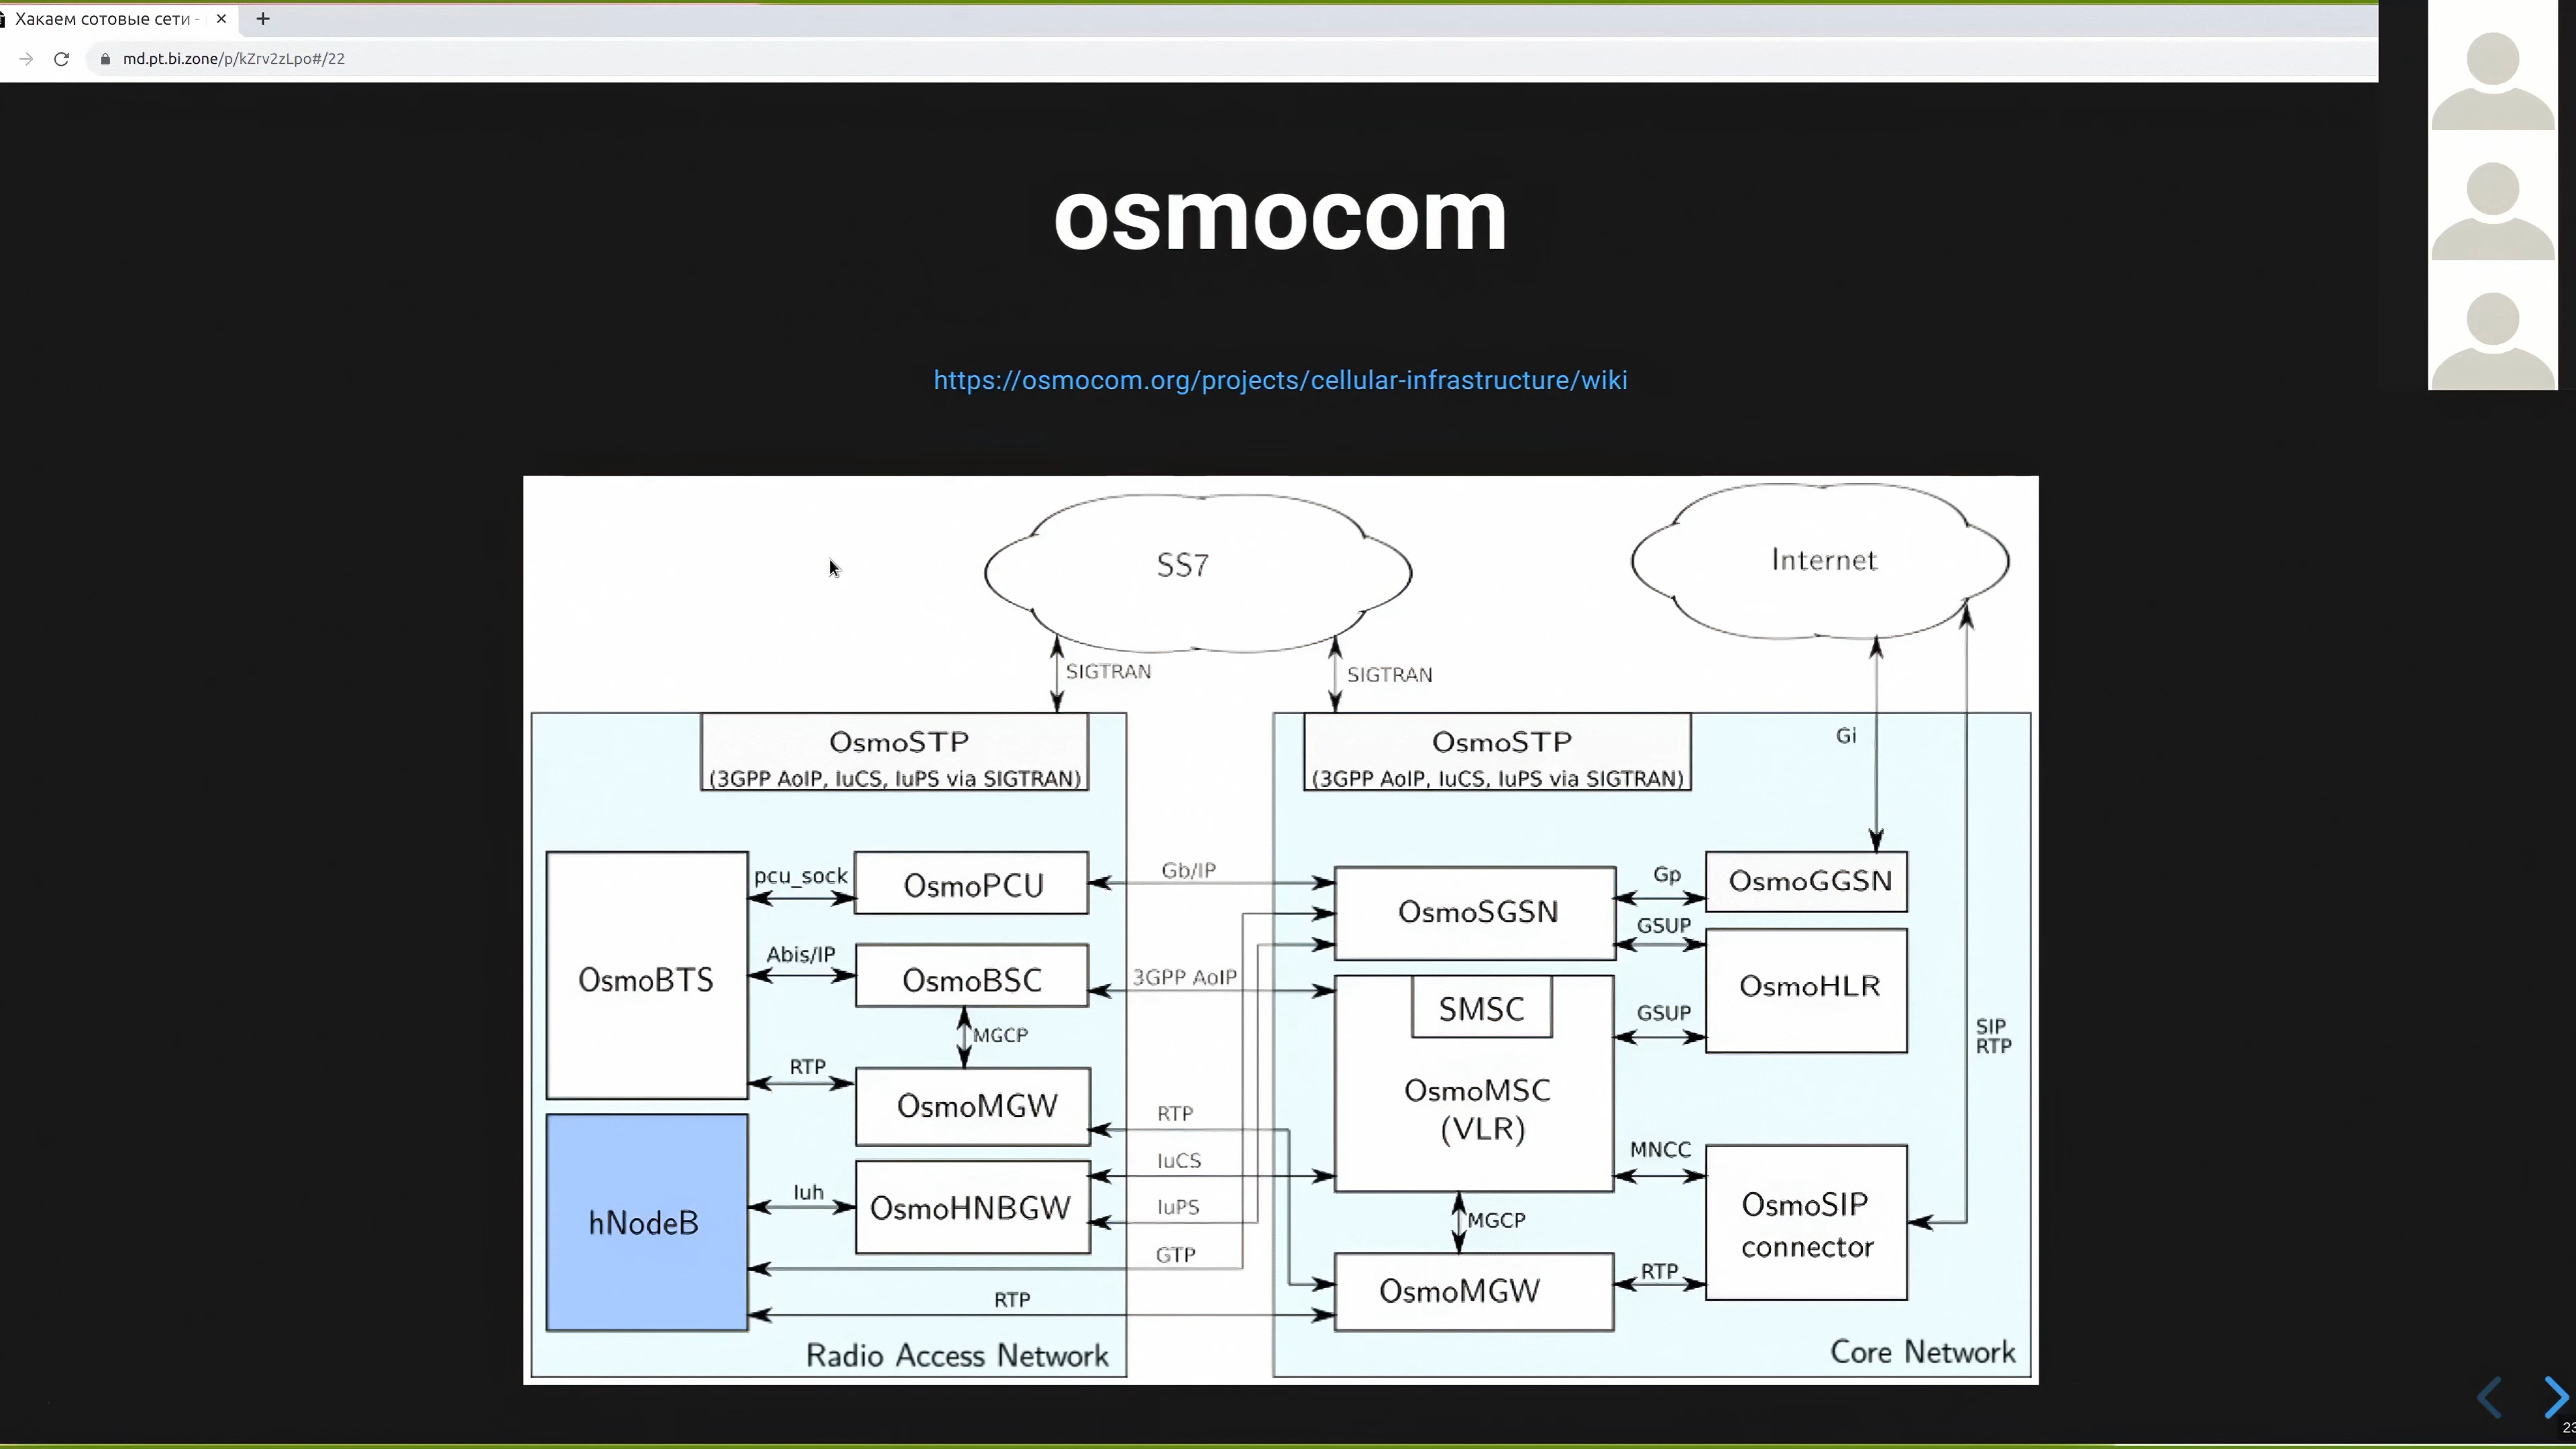 Хакаем сотовые сети -
md.pt.bi.zone/p/kZrv2zLpo#/22
osmocom
https://osmocom.org/projects/cellular-infrastructure/wiki
SS7
Internet
SIGTRAN
SIGTRAN
OsmoSTP
(3GPP AoIP, IuCS, IuPS via SIGTRAN)
OsmoSTP
(3GPP AoIP, IuCS, IuPS via SIGTRAN)
Gi
pcu_sock
OsmoPCU
Gb/IP
OsmoSGSN
Gp
OsmoGGSN
GSUP
OsmoBTS
Abis/IP
OsmoBSC
3GPP AoIP
SMSC
OsmoHLR
GSUP
MGCP
SIP
RTP
RTP
OsmoMGW
RTP
OsmoMSC
(VLR)
MNCC
hNodeB
Iuh
OsmoHNBGW
IuCS
IuPS
GTP
MGCP
OsmoSIP
connector
RTP
OsmoMGW
RTP
Radio Access Network
Core Network
23